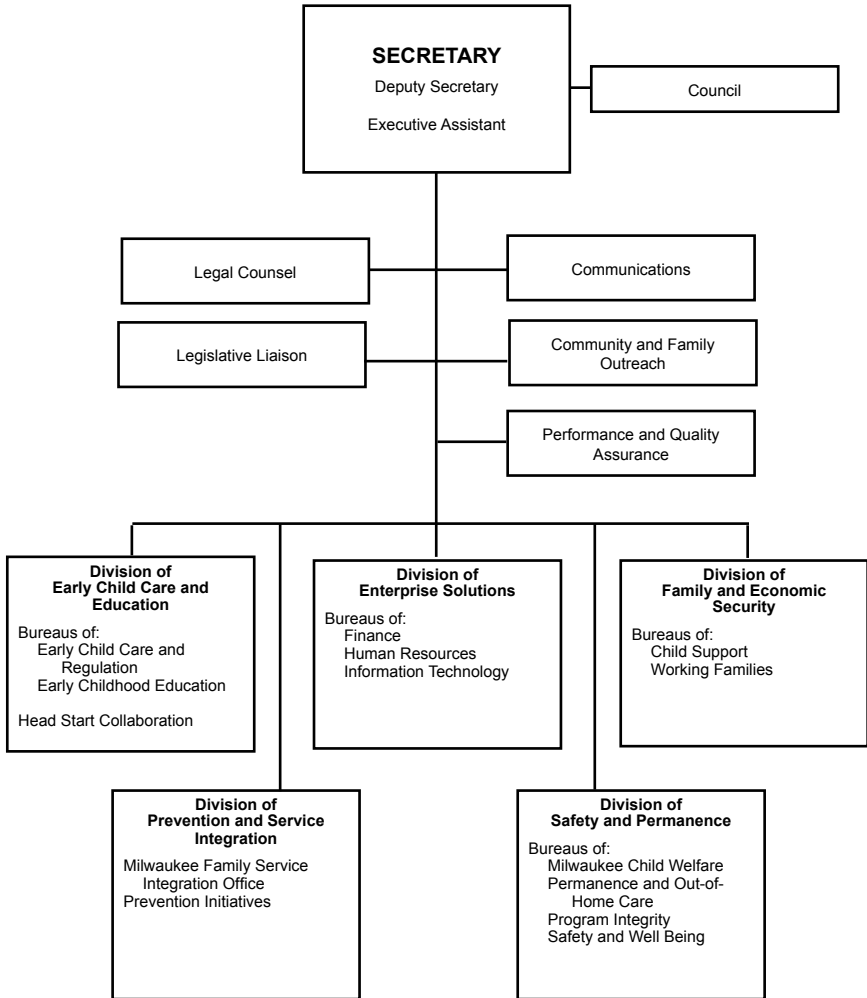 SECRETARY
Deputy Secretary
Executive Assistant
Council
Legal Counsel
Communications
Legislative Liaison
Community and Family
Outreach
Performance and Quality
Assurance
Division of
Early Child Care and
Education
Bureaus of:
Early Child Care and
Regulation
Early Childhood Education
Head Start Collaboration
Division of
Enterprise Solutions
Bureaus of:
Finance
Human Resources
Information Technology
Division of
Family and Economic
Security
Bureaus of:
Child Support
Working Families
Division of
Prevention and Service
Integration
Milwaukee Family Service
Integration Office
Prevention Initiatives
Division of
Safety and Permanence
Bureaus of:
Milwaukee Child Welfare
Permanence and Out-of-
Home Care
Program Integrity
Safety and Well Being